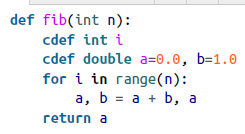 def fib(int n):
    cdef int i
    cdef double a=0.0, b=1.0
    for i in range(n):
        a, b = a + b, a
    return a